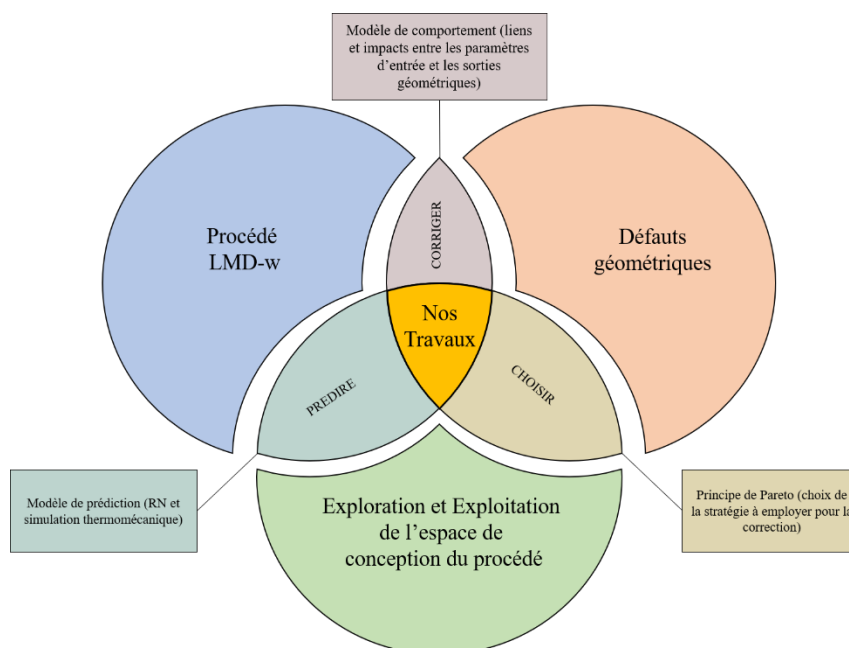 Modèle de comportement (liens
et impacts entre les paramètres
d'entrée et les sorties
géométriques)
Procédé
LMD-w
CORRIGER
Défauts
géométriques
Nos
Travaux
PREDIRE
CHOISIR
Modèle de prédiction (RN et
simulation thermomécanique)
Exploration et Exploitation
de l'espace de
conception du procédé
Principe de Pareto (choix de
la stratégie à employer pour la
correction)